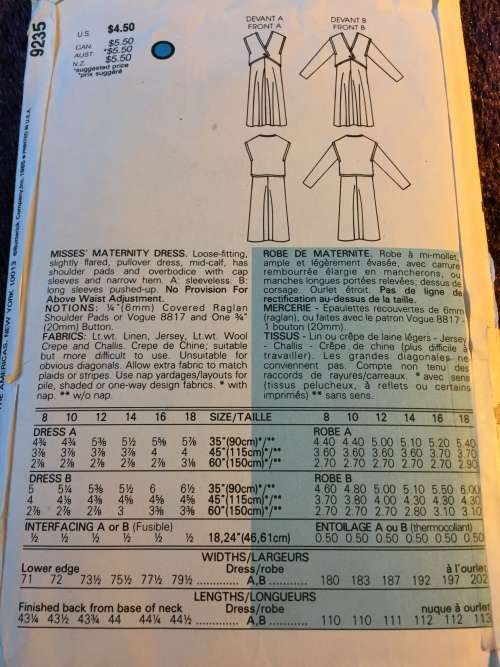 9235
THE AMERICAS, NEW YORK 10013 ©Butterick Company, Inc. 1985 • PRINTED IN U.S.A.
U.S. $4.50
CAN. $5.50
AUST. *$5.50
N.Z. $5.50
*suggested price
*prix suggéré
DEVANT A
FRONT A
DEVANT B
FRONT B
MISSES' MATERNITY DRESS. Loose-fitting,
slightly flared, pullover dress, mid-calf, has
shoulder pads and overbodice with cap
sleeves and narrow hem. A: sleeveless B:
long sleeves pushed-up. No Provision For
Above Waist Adjustment.
NOTIONS: ¼"(6mm) Covered Raglan
Shoulder Pads or Vogue 8817 and One ¾"
(20mm) Button.
FABRICS: Lt.wt. Linen, Jersey, Lt.wt. Wool
Crepe and Challis. Crepe de Chine; suitable
but more difficult to use. Unsuitable for
obvious diagonals. Allow extra fabric to match
plaids or stripes. Use nap yardages/layouts for
pile, shaded or one-way design fabrics. * with
nap. ** w/o nap.
ROBE DE MATERNITE. Robe à mi-mollet,
ample et légèrement évasée, avec carrure
rembourrée élargie en mancherons, ou
manches longues portées relevées; dessus de
corsage. Ourlet étroit. Pas de ligne de
rectification au-dessus de la taille.
MERCERIE - Epaulettes recouvertes de 6mm
(raglan), ou faites avec le patron Vogue 8817 -
1 bouton (20mm).
TISSUS - Lin ou crêpe de laine légers - Jersey
- Challis - Crêpe de chine (plus difficile à
travailler). Les grandes diagonales ne
conviennent pas. Compte non tenu des
raccords de rayures/carreaux. * avec sens
(tissus pelucheux, à reflets ou certains
imprimés) ** sans sens.
8 10 12 14 16 18 SIZE/TAILLE 8 10 12 14 16 18
DRESS A ROBE A
4¾ 4¾ 5⅜ 5½ 5⅝ 5⅞ 35"(90cm)*/** 4.40 4.40 5.00 5.10 5.20 5.40
3⅞ 3⅞ 3⅞ 3⅞ 4 4 45"(115cm)*/** 3.60 3.60 3.60 3.60 3.70 3.70
2⅞ 2⅞ 2⅞ 2⅞ 2⅞ 3⅛ 60"(150cm)*/** 2.70 2.70 2.70 2.70 2.70 2.90
DRESS B ROBE B
5 5¼ 5⅜ 5½ 6 6½ 35"(90cm)*/** 4.60 4.80 5.00 5.10 5.50 6.00
4 4⅛ 4⅜ 4⅝ 4⅝ 4⅝ 45"(115cm)*/** 3.70 3.80 4.00 4.30 4.30 4.30
2⅞ 2⅞ 2⅞ 3 3⅜ 3⅜ 60"(150cm)*/** 2.70 2.70 2.70 2.80 3.10 3.10
INTERFACING A or B (Fusible) ENTOILAGE A ou B (thermocollant)
½ ½ ½ ½ ½ ½ 18,24"(46,61cm) 0.50 0.50 0.50 0.50 0.50 0.50
WIDTHS/LARGEURS
Lower edge Dress/robe à l'ourlet
71 72 73½ 75½ 77½ 79½ ............ A,B ............ 180 183 187 192 197 202
LENGTHS/LONGUEURS
Finished back from base of neck Dress/robe nuque à ourlet
43¼ 43½ 43¾ 44 44¼ 44½ ............ A,B ............ 110 110 111 112 112 113